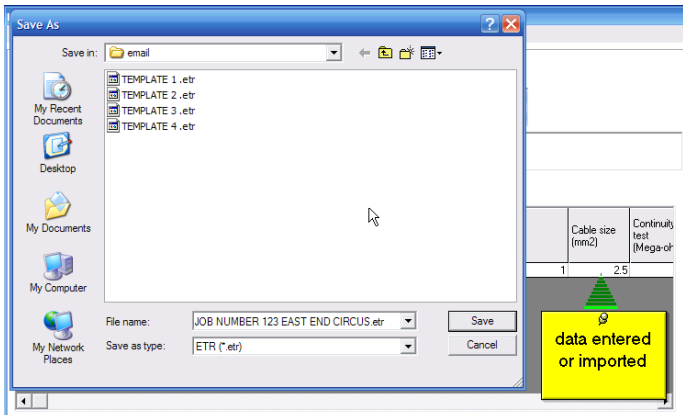 Save As
Save in:
email
TEMPLATE 1.etr
TEMPLATE 2.etr
TEMPLATE 3.etr
TEMPLATE 4.etr
My Recent
Documents
Desktop
My Documents
My Computer
My Network
Places
File name:
JOB NUMBER 123 EAST END CIRCUS.etr
Save
Save as type:
ETR (*.etr)
Cancel
Cable size
(mm2)
Continuity
test
(Mega-oh
1
2.5
data entered
or imported